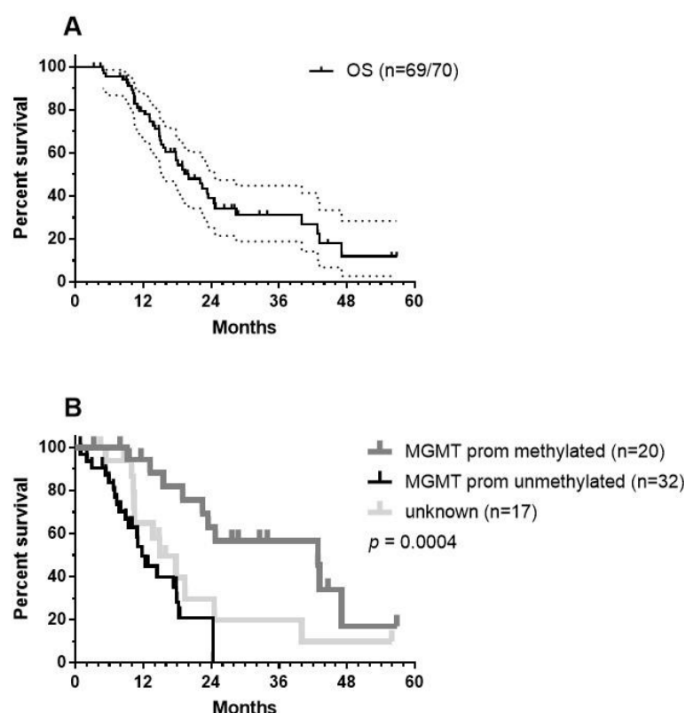 A
100
80
60
40
20
0
Percent survival
0 12 24 36 48 60
Months
OS (n=69/70)
B
100
80
60
40
20
0
Percent survival
0 12 24 36 48 60
Months
MGMT prom methylated (n=20)
MGMT prom unmethylated (n=32)
unknown (n=17)
p = 0.0004